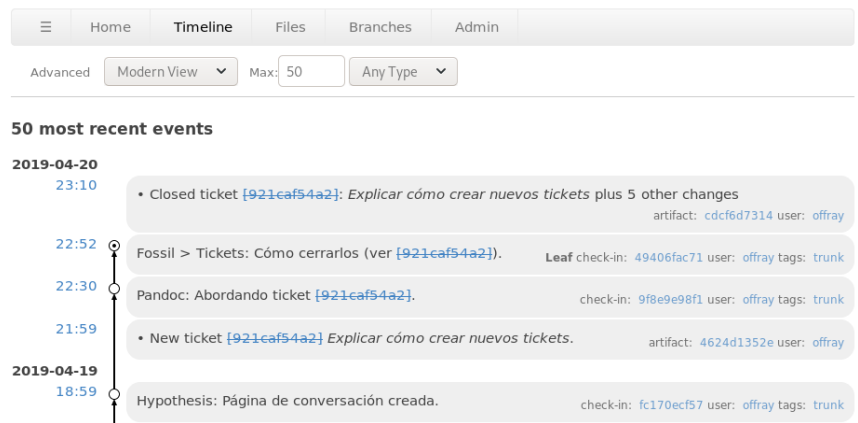 ☰ Home Timeline Files Branches Admin
Advanced Modern View Max: 50 Any Type
50 most recent events
2019-04-20
23:10 • Closed ticket [921caf54a2]: Explicar cómo crear nuevos tickets plus 5 other changes
artifact: cdcf6d7314 user: offray
22:52 Fossil > Tickets: Cómo cerrarlos (ver [921caf54a2]). Leaf check-in: 49406fac71 user: offray tags: trunk
22:30 Pandoc: Abordando ticket [921caf54a2]. check-in: 9f8e9e98f1 user: offray tags: trunk
21:59 • New ticket [921caf54a2] Explicar cómo crear nuevos tickets. artifact: 4624d1352e user: offray
2019-04-19
18:59 Hypothesis: Página de conversación creada. check-in: fc170ecf57 user: offray tags: trunk